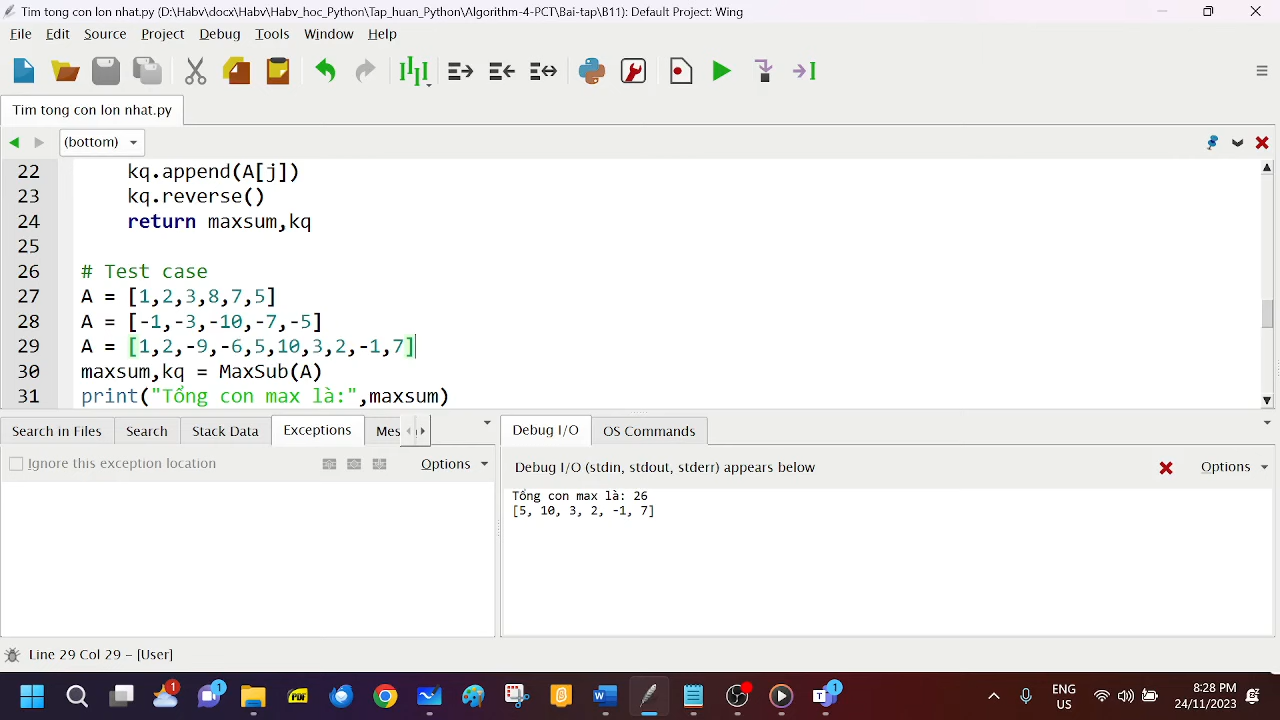 Tim tong con lon nhat.py (D:\Habv\docx\Habv\Habv_hoc_Python\Tap_huan_Python\Algorithm-4-PCT\Bai-tap\B11): Default Project: Wing
File Edit Source Project Debug Tools Window Help
Tim tong con lon nhat.py
(bottom)
22 kq.append(A[j])
23 kq.reverse()
24 return maxsum,kq
25
26 # Test case
27 A = [1,2,3,8,7,5]
28 A = [-1,-3,-10,-7,-5]
29 A = [1,2,-9,-6,5,10,3,2,-1,7]
30 maxsum,kq = MaxSub(A)
31 print("Tổng con max là:",maxsum)
Search in Files Search Stack Data Exceptions Mes
Debug I/O OS Commands
Ignore this exception location Options
Debug I/O (stdin, stdout, stderr) appears below Options
Tổng con max là: 26
[5, 10, 3, 2, -1, 7]
Line 29 Col 29 – [User]
1 1 PDF 1
ENG
US
8:28 PM
24/11/2023